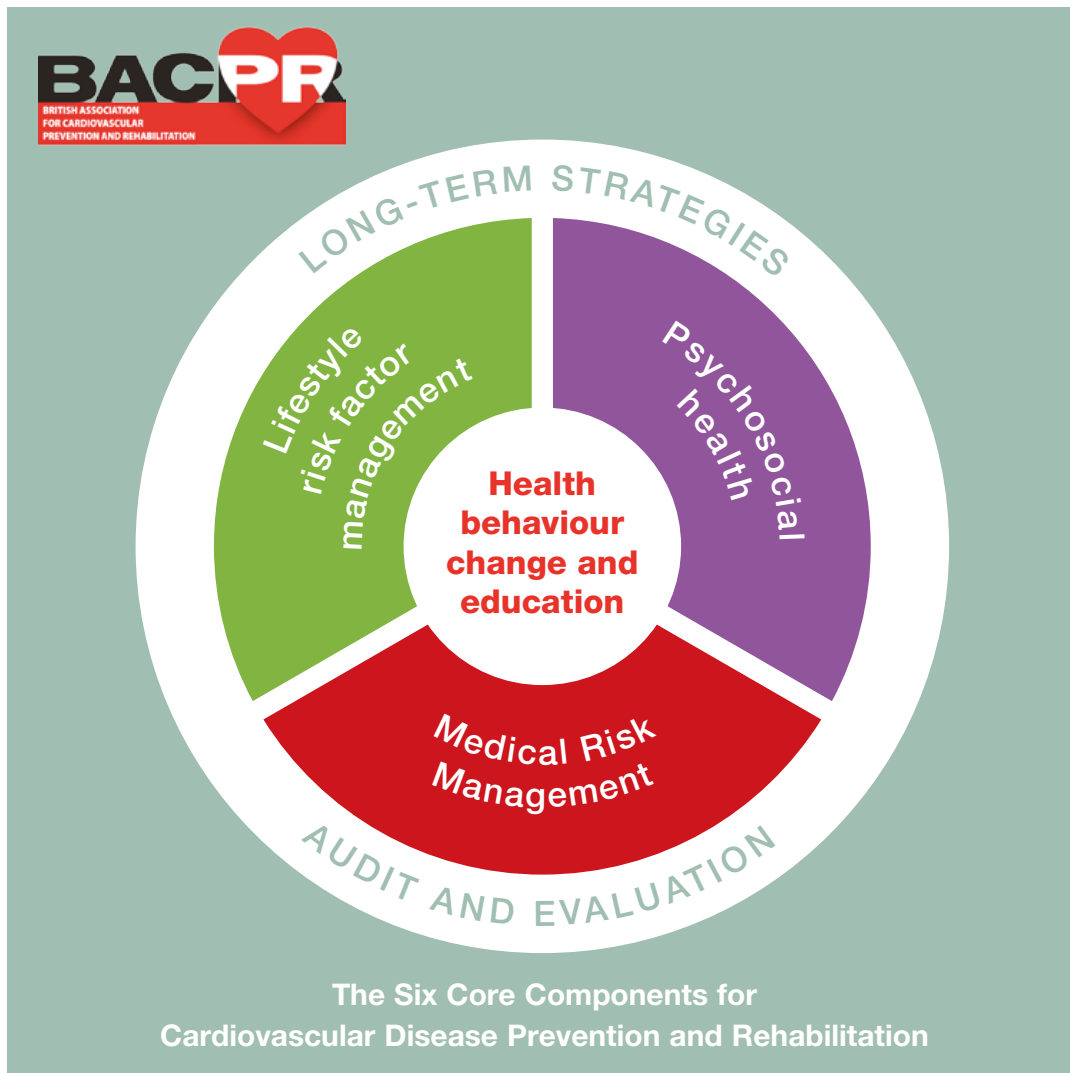 BACPR
BRITISH ASSOCIATION
FOR CARDIOVASCULAR
PREVENTION AND REHABILITATION
LONG-TERM STRATEGIES
Lifestyle
risk factor
management
Psychosocial
health
Health
behaviour
change and
education
Medical Risk
Management
AUDIT AND EVALUATION
The Six Core Components for
Cardiovascular Disease Prevention and Rehabilitation